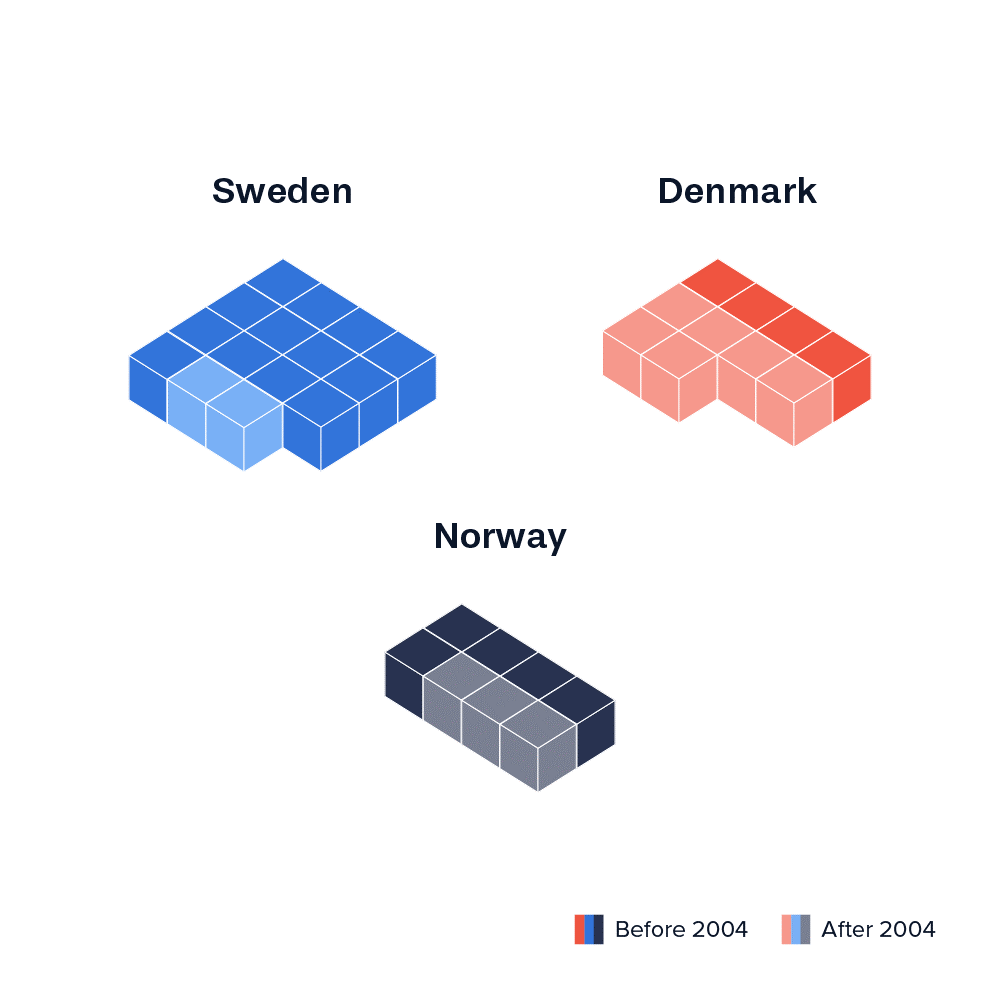 Sweden
Denmark
Norway
Before 2004
After 2004